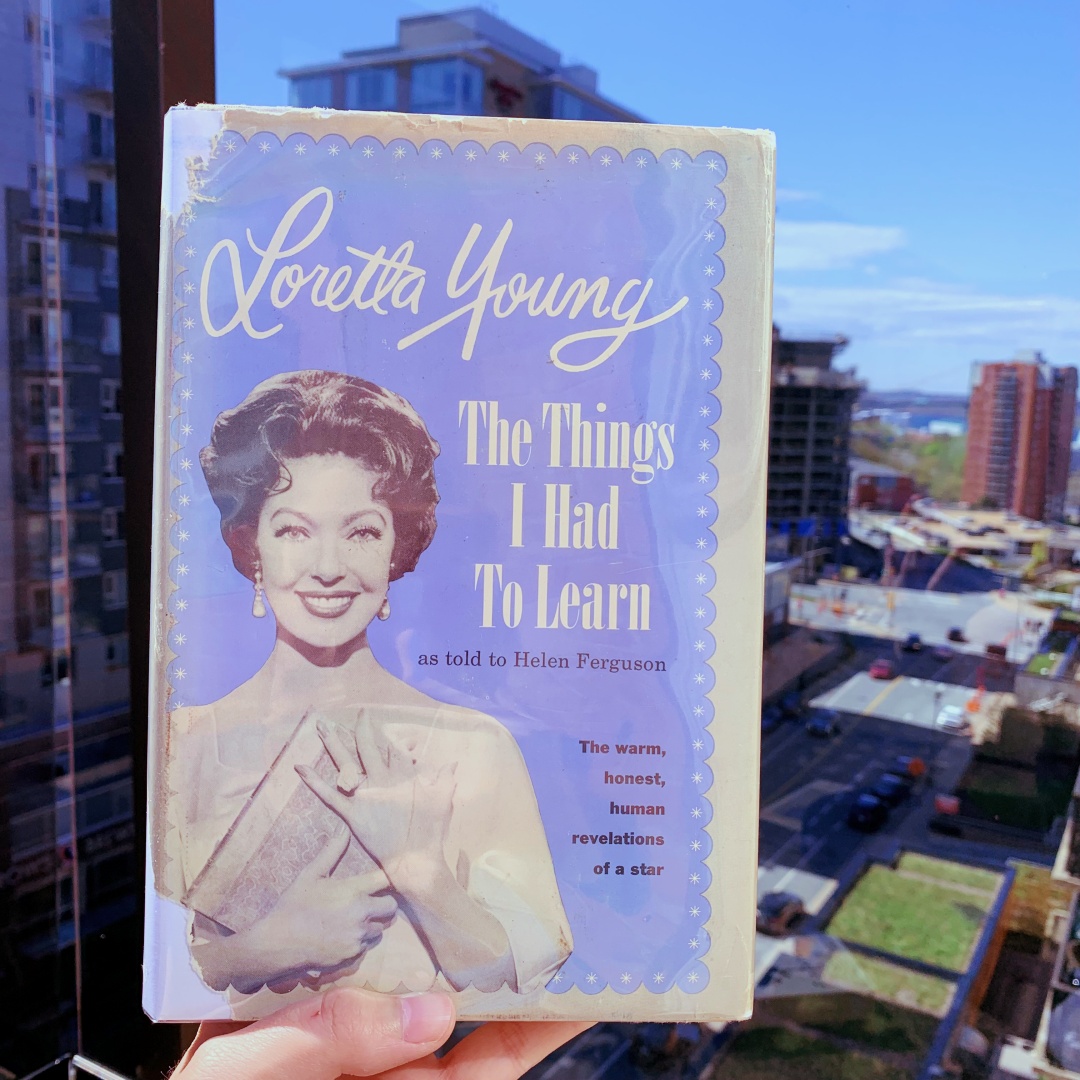 Loretta Young
The Things
I Had
To Learn
as told to Helen Ferguson
The warm,
honest,
human
revelations
of a star